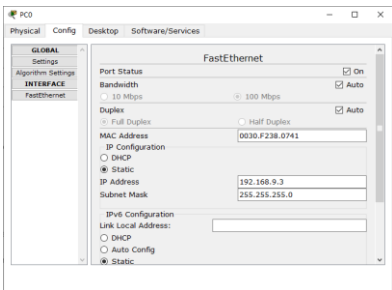 PC0
Physical Config Desktop Software/Services
GLOBAL
Settings
Algorithm Settings
INTERFACE
FastEthernet
FastEthernet
Port Status On
Bandwidth Auto
10 Mbps 100 Mbps
Duplex Auto
Full Duplex Half Duplex
MAC Address 0030.F238.0741
IP Configuration
DHCP
Static
IP Address 192.168.9.3
Subnet Mask 255.255.255.0
IPv6 Configuration
Link Local Address:
DHCP
Auto Config
Static